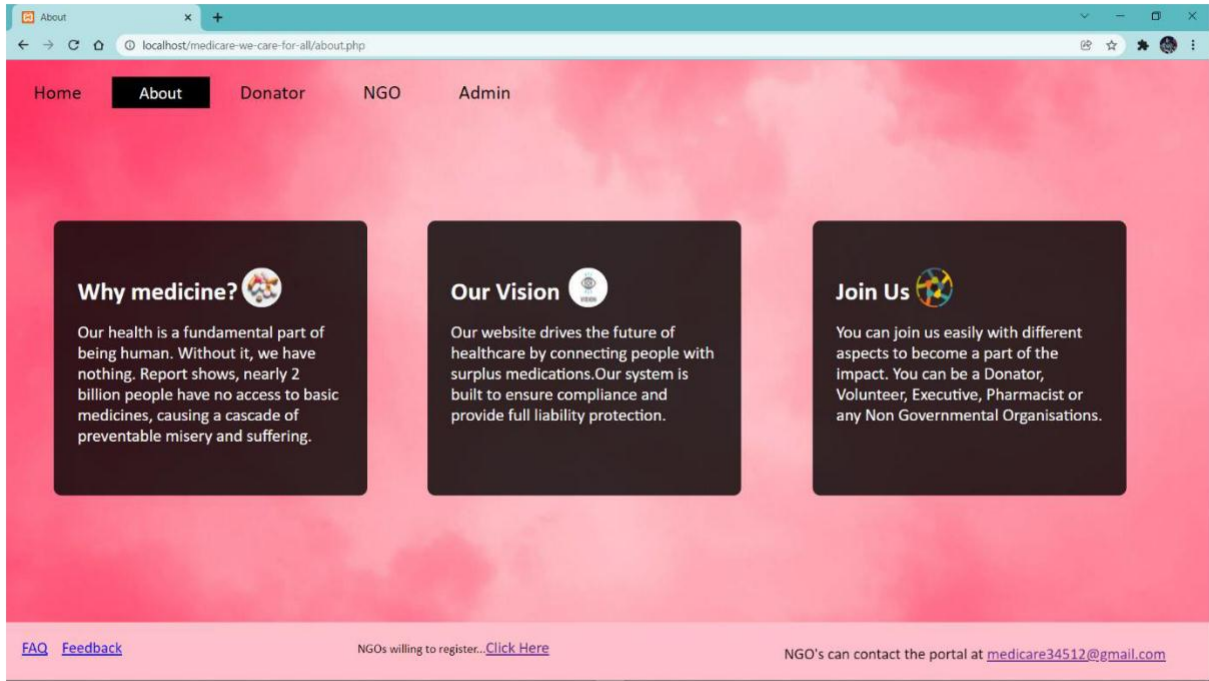 About
localhost/medicare-we-care-for-all/about.php
Home About Donator NGO Admin
Why medicine?
Our health is a fundamental part of
being human. Without it, we have
nothing. Report shows, nearly 2
billion people have no access to basic
medicines, causing a cascade of
preventable misery and suffering.
Our Vision
Our website drives the future of
healthcare by connecting people with
surplus medications.Our system is
built to ensure compliance and
provide full liability protection.
Join Us
You can join us easily with different
aspects to become a part of the
impact. You can be a Donator,
Volunteer, Executive, Pharmacist or
any Non Governmental Organisations.
FAQ Feedback
NGOs willing to register...Click Here
NGO's can contact the portal at medicare34512@gmail.com